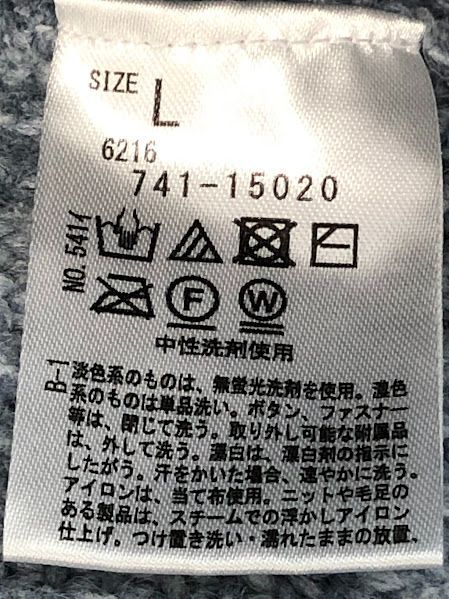 SIZE
L
6216
741-15020
NO. 541イ
F
W
中性洗剤使用
B-1
淡色系のものは、無蛍光洗剤を使用。濃色
系のものは単品洗い。ボタン、ファスナー
等は、閉じて洗う。取り外し可能な附属品
は、外して洗う。漂白は、漂白剤の指示に
したがう。汗をかいた場合、速やかに洗う。
アイロンは、当て布使用。ニットや毛足の
ある製品は、スチームでの浮かしアイロン
仕上げ。つけ置き洗い・濡れたままの放置、